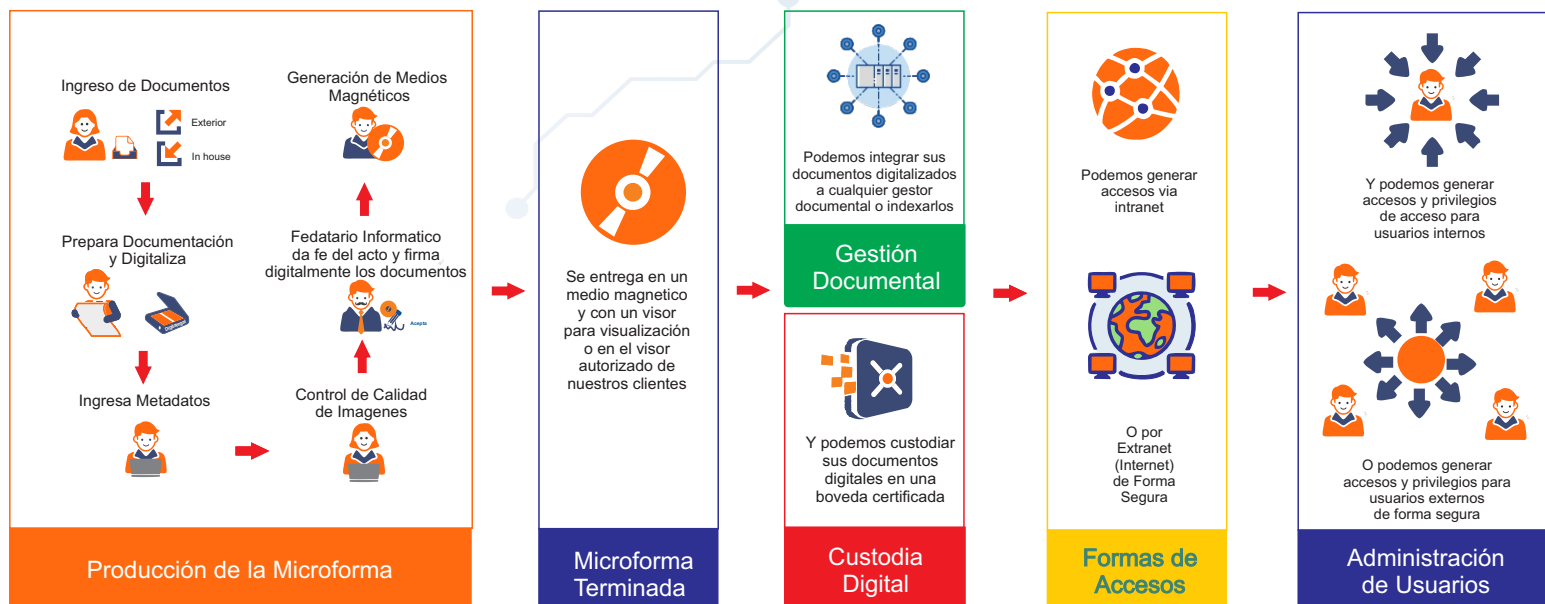 Ingreso de Documentos
Exterior
In house
Prepara Documentación
y Digitaliza
Ingresa Metadatos
Control de Calidad
de Imagenes
Fedatario Informatico
da fe del acto y firma
digitalmente los documentos
Acepta
Generación de Medios
Magnéticos
Producción de la Microforma
Se entrega en un
medio magnetico
y con un visor
para visualización
o en el visor
autorizado de
nuestros clientes
Microforma
Terminada
Podemos integrar sus
documentos digitalizados
a cualquier gestor
documental o indexarlos
Gestión
Documental
Y podemos custodiar
sus documentos
digitales en una
boveda certificada
Custodia
Digital
Podemos generar
accesos via
intranet
O por
Extranet
(Internet)
de Forma
Segura
Formas de
Accesos
Y podemos generar
accesos y privilegios
de acceso para
usuarios internos
O podemos generar
accesos y privilegios para
usuarios externos
de forma segura
Administración
de Usuarios